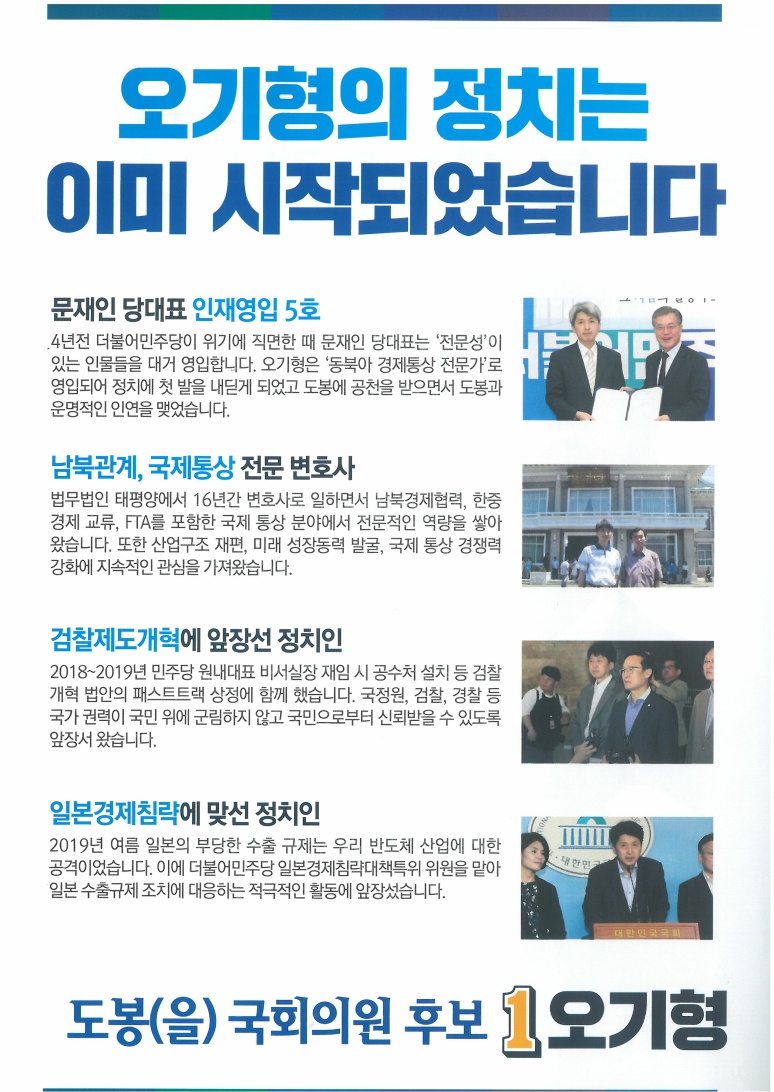 오기형의 정치는
이미 시작되었습니다
문재인 당대표 인재영입 5호
4년전 더불어민주당이 위기에 직면한 때 문재인 당대표는 '전문성'이
있는 인물들을 대거 영입합니다. 오기형은 '동북아 경제통상 전문가'로
영입되어 정치에 첫 발을 내딛게 되었고 도봉에 공천을 받으면서 도봉과
운명적인 인연을 맺었습니다.
남북관계, 국제통상 전문 변호사
법무법인 태평양에서 16년간 변호사로 일하면서 남북경제협력, 한중
경제 교류, FTA를 포함한 국제 통상 분야에서 전문적인 역량을 쌓아
왔습니다. 또한 산업구조 재편, 미래 성장동력 발굴, 국제 통상 경쟁력
강화에 지속적인 관심을 가져왔습니다.
검찰제도개혁에 앞장선 정치인
2018~2019년 민주당 원내대표 비서실장 재임 시 공수처 설치 등 검찰
개혁 법안의 패스트트랙 상정에 함께 했습니다. 국정원, 검찰, 경찰 등
국가 권력이 국민 위에 군림하지 않고 국민으로부터 신뢰받을 수 있도록
앞장서 왔습니다.
일본경제침략에 맞선 정치인
2019년 여름 일본의 부당한 수출 규제는 우리 반도체 산업에 대한
공격이었습니다. 이에 더불어민주당 일본경제침략대책특위 위원을 맡아
일본 수출규제 조치에 대응하는 적극적인 활동에 앞장섰습니다.
대한민국국회
도봉(을) 국회의원 후보 1 오기형